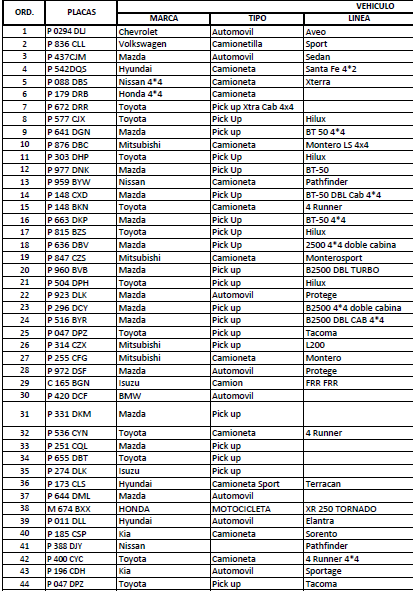 ORD. PLACAS VEHICULO
MARCA TIPO LINEA
1 P 0294 DLJ Chevrolet Automovil Aveo
2 P 836 CLL Volkswagen Camionetilla Sport
3 P 437CJM Mazda Automovil Sedan
4 P 542DQS Hyundai Camioneta Santa Fe 4*2
5 P 088 DBS Nissan 4*4 Camioneta Xterra
6 P 179 DRB Honda 4*4 Camioneta
7 P 672 DRR Toyota Pick up Xtra Cab 4x4
8 P 577 CJX Toyota Pick Up Hilux
9 P 641 DGN Mazda Pick up BT 50 4*4
10 P 876 DBC Mitsubishi Camioneta Montero LS 4x4
11 P 303 DHP Toyota Pick Up Hilux
12 P 977 DNK Mazda Pick Up BT-50
13 P 959 BYW Nissan Camioneta Pathfinder
14 P 148 CXD Mazda Pick Up BT-50 DBL Cab 4*4
15 P 148 BKN Toyota Camioneta 4 Runner
16 P 663 DKP Mazda Pick Up BT-50 4*4
17 P 815 BZS Toyota Pick Up Hilux
18 P 636 DBV Mazda Pick Up 2500 4*4 doble cabina
19 P 847 CZS Mitsubishi Camioneta Monterosport
20 P 960 BVB Mazda Pick up B2500 DBL TURBO
21 P 504 DPH Toyota Pick up Hilux
22 P 923 DLK Mazda Automovil Protege
23 P 296 DCY Mazda Pick up B2500 4*4 doble cabina
24 P 516 BYR Mazda Pick up B2500 DBL CAB 4*4
25 P 047 DPZ Toyota Pick up Tacoma
26 P 314 CZX Mitsubishi Pick up L200
27 P 255 CFG Mitsubishi Camioneta Montero
28 P 972 DSF Mazda Automovil Protege
29 C 165 BGN Isuzu Camion FRR FRR
30 P 420 DCF BMW Automovil
31 P 331 DKM Mazda Pick up
32 P 536 CYN Toyota Camioneta 4 Runner
33 P 251 CQL Mazda Pick up
34 P 655 DBT Toyota Pick up
35 P 274 DLK Isuzu Pick up
36 P 173 CLS Hyundai Camioneta Sport Terracan
37 P 644 DML Mazda Automovil
38 M 674 BXX HONDA MOTOCICLETA XR 250 TORNADO
39 P 011 DLL Hyundai Automovil Elantra
40 P 185 CSP Kia Camioneta Sorento
41 P 388 DJY Nissan Pathfinder
42 P 400 CYC Toyota Camioneta 4 Runner 4*4
43 P 196 CDH Kia Automovil Sportage
44 P 047 DPZ Toyota Pick up Tacoma